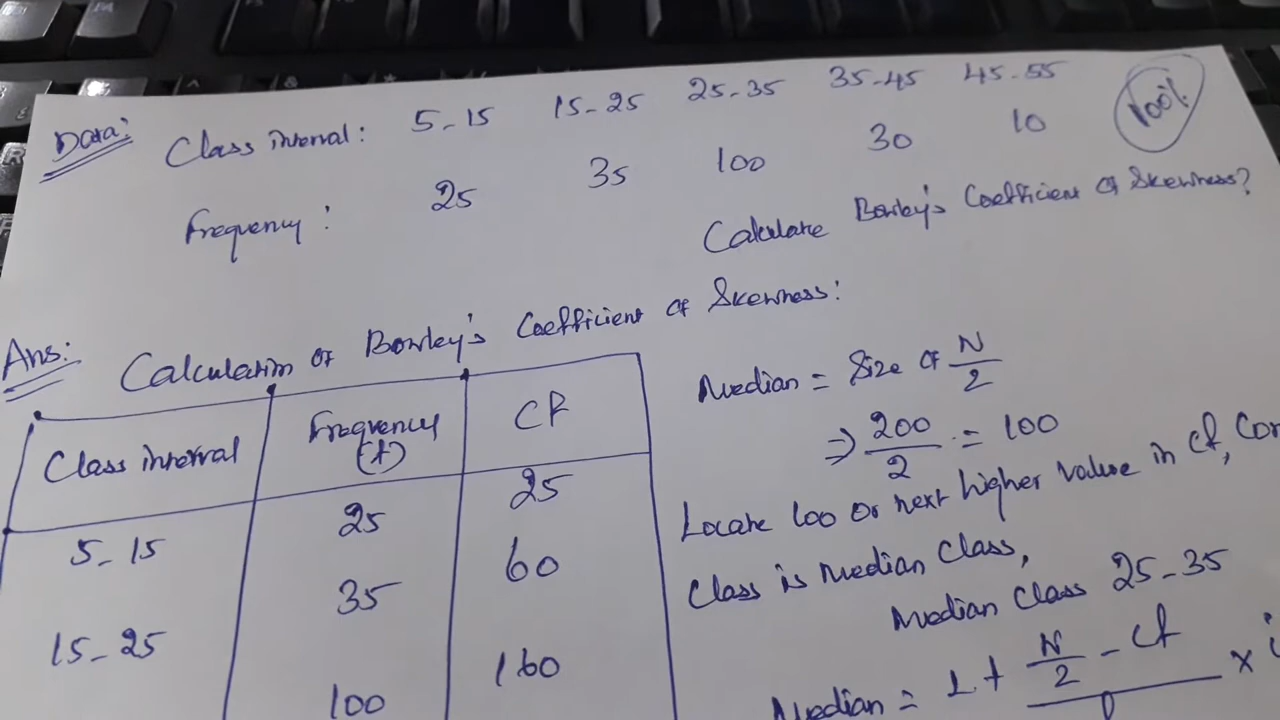 Data: Class interval: 5-15 15-25 25-35 35-45 45-55
Frequency: 25 35 100 30 10
100%
Calculate Bowley's Coefficient of Skewness?
Ans: Calculation of Bowley's Coefficient of Skewness:
Class interval Frequency (f) CF
5-15 25 25
15-25 35 60
100 160
Median = Size of N/2
⇒ 200/2 = 100
Locate 100 or next higher value in cf,
Class is median class,
Median class 25-35
Median = L + N/2 - cf / f × i